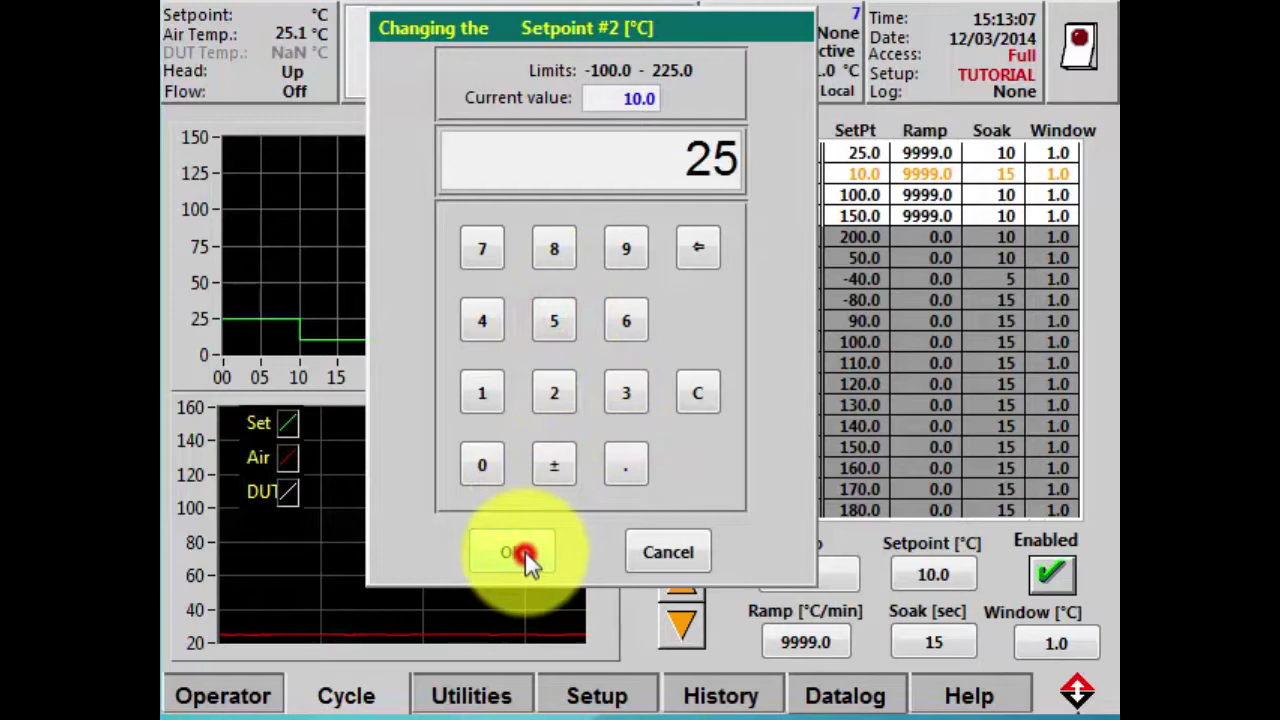 Setpoint: °C
Air Temp.: 25.1 °C
DUT Temp.: NaN °C
Head: Up
Flow: Off
Changing the Setpoint #2 [°C]
Limits: -100.0 - 225.0
Current value: 10.0
25
7 8 9 ⇐
4 5 6
1 2 3 C
0 ± .
Cancel
7
None
ctive
.0 °C
Local
Time: 15:13:07
Date: 12/03/2014
Access: Full
Setup: TUTORIAL
Log: None
150
125
100
75
50
25
0
00 05 10 15
160
140
120
100
80
60
40
20
Set
Air
DUT
SetPt Ramp Soak Window
25.0 9999.0 10 1.0
10.0 9999.0 15 1.0
100.0 9999.0 10 1.0
150.0 9999.0 10 1.0
200.0 0.0 10 1.0
50.0 0.0 10 1.0
-40.0 0.0 5 1.0
-80.0 0.0 15 1.0
90.0 0.0 15 1.0
100.0 0.0 15 1.0
110.0 0.0 15 1.0
120.0 0.0 15 1.0
130.0 0.0 15 1.0
140.0 0.0 15 1.0
150.0 0.0 15 1.0
160.0 0.0 15 1.0
170.0 0.0 15 1.0
180.0 0.0 15 1.0
Setpoint [°C] Enabled
10.0
Ramp [°C/min] Soak [sec] Window [°C]
9999.0 15 1.0
Operator Cycle Utilities Setup History Datalog Help